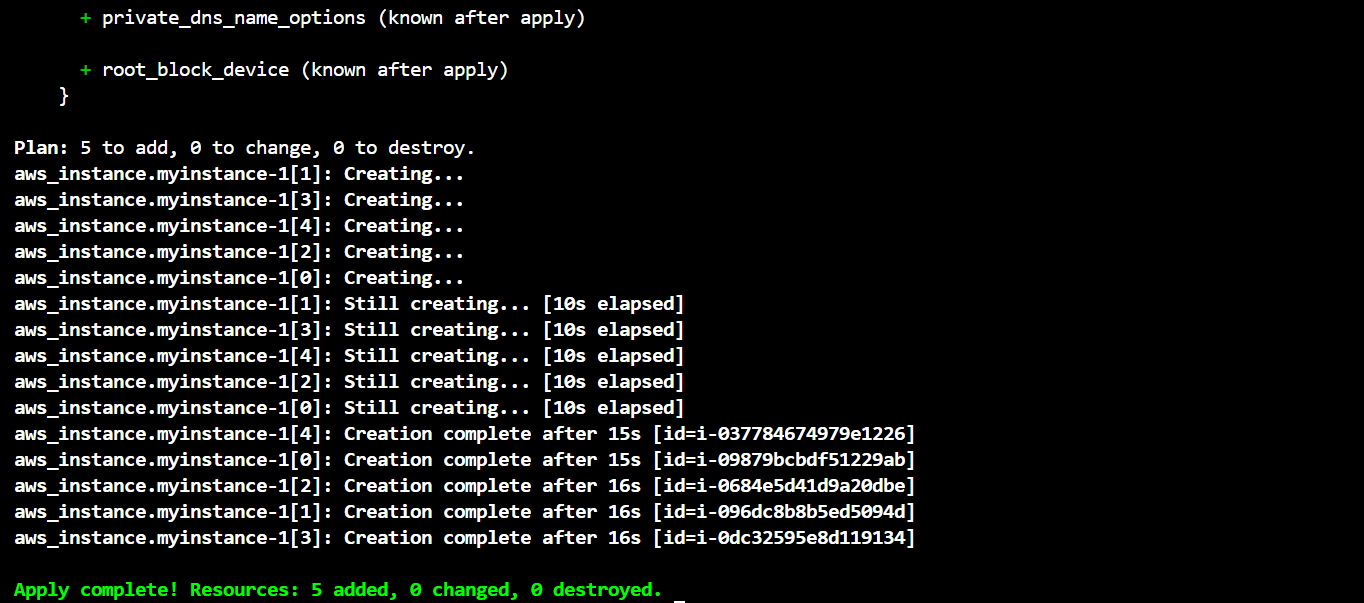 + private_dns_name_options (known after apply)
+ root_block_device (known after apply)
}
Plan: 5 to add, 0 to change, 0 to destroy.
aws_instance.myinstance-1[1]: Creating...
aws_instance.myinstance-1[3]: Creating...
aws_instance.myinstance-1[4]: Creating...
aws_instance.myinstance-1[2]: Creating...
aws_instance.myinstance-1[0]: Creating...
aws_instance.myinstance-1[1]: Still creating... [10s elapsed]
aws_instance.myinstance-1[3]: Still creating... [10s elapsed]
aws_instance.myinstance-1[4]: Still creating... [10s elapsed]
aws_instance.myinstance-1[2]: Still creating... [10s elapsed]
aws_instance.myinstance-1[0]: Still creating... [10s elapsed]
aws_instance.myinstance-1[4]: Creation complete after 15s [id=i-037784674979e1226]
aws_instance.myinstance-1[0]: Creation complete after 15s [id=i-09879bcbdf51229ab]
aws_instance.myinstance-1[2]: Creation complete after 16s [id=i-0684e5d41d9a20dbe]
aws_instance.myinstance-1[1]: Creation complete after 16s [id=i-096dc8b8b5ed5094d]
aws_instance.myinstance-1[3]: Creation complete after 16s [id=i-0dc32595e8d119134]
Apply complete! Resources: 5 added, 0 changed, 0 destroyed.